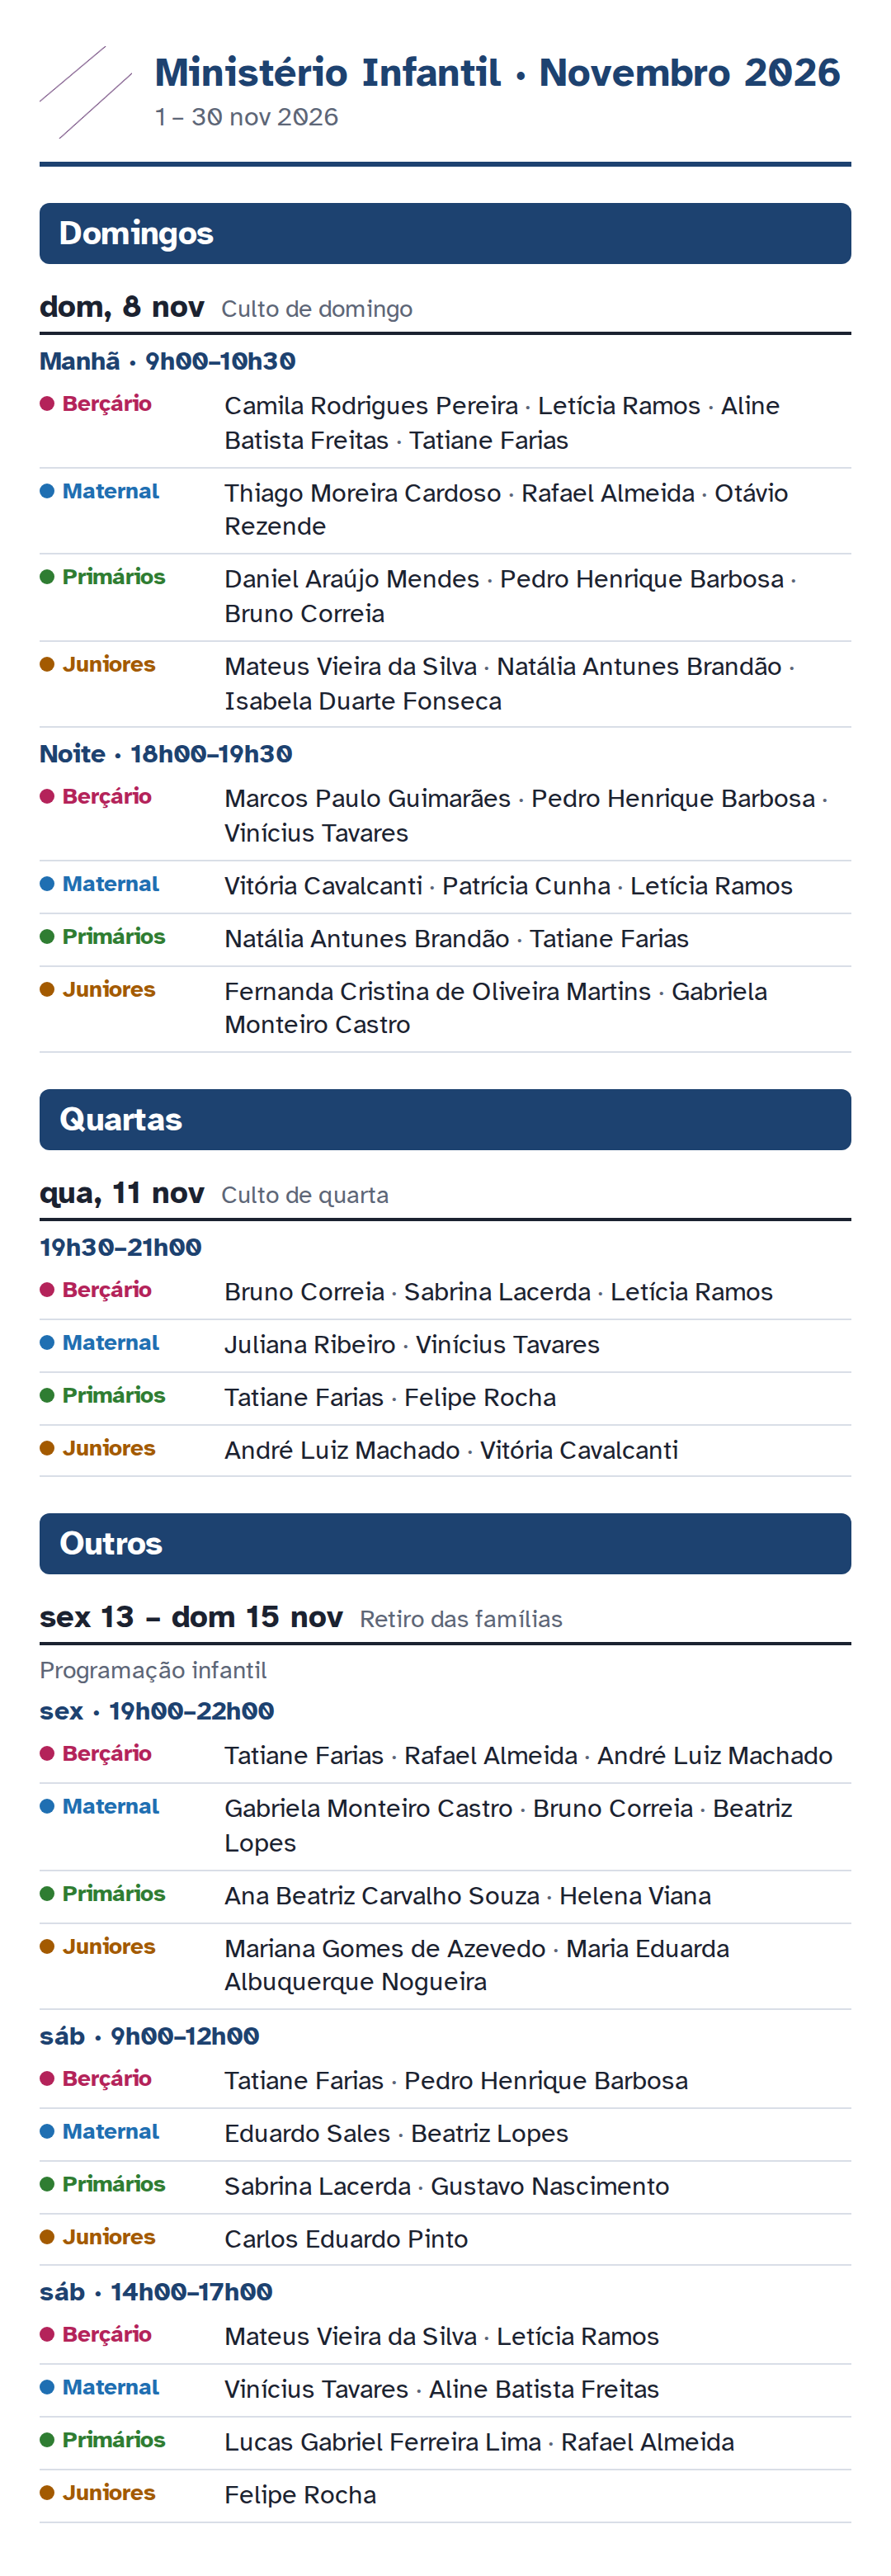 Ministério Infantil · Novembro 2026
1 – 30 nov 2026
Domingos
dom, 8 nov Culto de domingo
Manhã · 9h00–10h30
Berçário Camila Rodrigues Pereira · Letícia Ramos · Aline
Batista Freitas · Tatiane Farias
Maternal Thiago Moreira Cardoso · Rafael Almeida · Otávio
Rezende
Primários Daniel Araújo Mendes · Pedro Henrique Barbosa ·
Bruno Correia
Juniores Mateus Vieira da Silva · Natália Antunes Brandão ·
Isabela Duarte Fonseca
Noite · 18h00–19h30
Berçário Marcos Paulo Guimarães · Pedro Henrique Barbosa ·
Vinícius Tavares
Maternal Vitória Cavalcanti · Patrícia Cunha · Letícia Ramos
Primários Natália Antunes Brandão · Tatiane Farias
Juniores Fernanda Cristina de Oliveira Martins · Gabriela
Monteiro Castro
Quartas
qua, 11 nov Culto de quarta
19h30–21h00
Berçário Bruno Correia · Sabrina Lacerda · Letícia Ramos
Maternal Juliana Ribeiro · Vinícius Tavares
Primários Tatiane Farias · Felipe Rocha
Juniores André Luiz Machado · Vitória Cavalcanti
Outros
sex 13 – dom 15 nov Retiro das famílias
Programação infantil
sex · 19h00–22h00
Berçário Tatiane Farias · Rafael Almeida · André Luiz Machado
Maternal Gabriela Monteiro Castro · Bruno Correia · Beatriz
Lopes
Primários Ana Beatriz Carvalho Souza · Helena Viana
Juniores Mariana Gomes de Azevedo · Maria Eduarda
Albuquerque Nogueira
sáb · 9h00–12h00
Berçário Tatiane Farias · Pedro Henrique Barbosa
Maternal Eduardo Sales · Beatriz Lopes
Primários Sabrina Lacerda · Gustavo Nascimento
Juniores Carlos Eduardo Pinto
sáb · 14h00–17h00
Berçário Mateus Vieira da Silva · Letícia Ramos
Maternal Vinícius Tavares · Aline Batista Freitas
Primários Lucas Gabriel Ferreira Lima · Rafael Almeida
Juniores Felipe Rocha